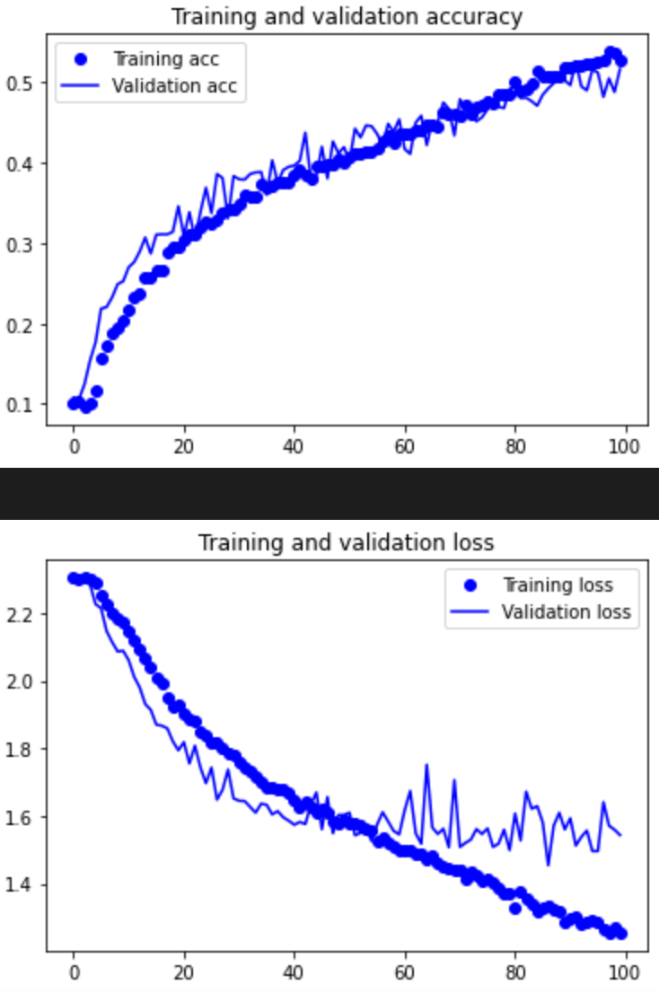 Training and validation accuracy
Training acc
Validation acc
0.5
0.4
0.3
0.2
0.1
0 20 40 60 80 100
Training and validation loss
Training loss
Validation loss
2.2
2.0
1.8
1.6
1.4
0 20 40 60 80 100